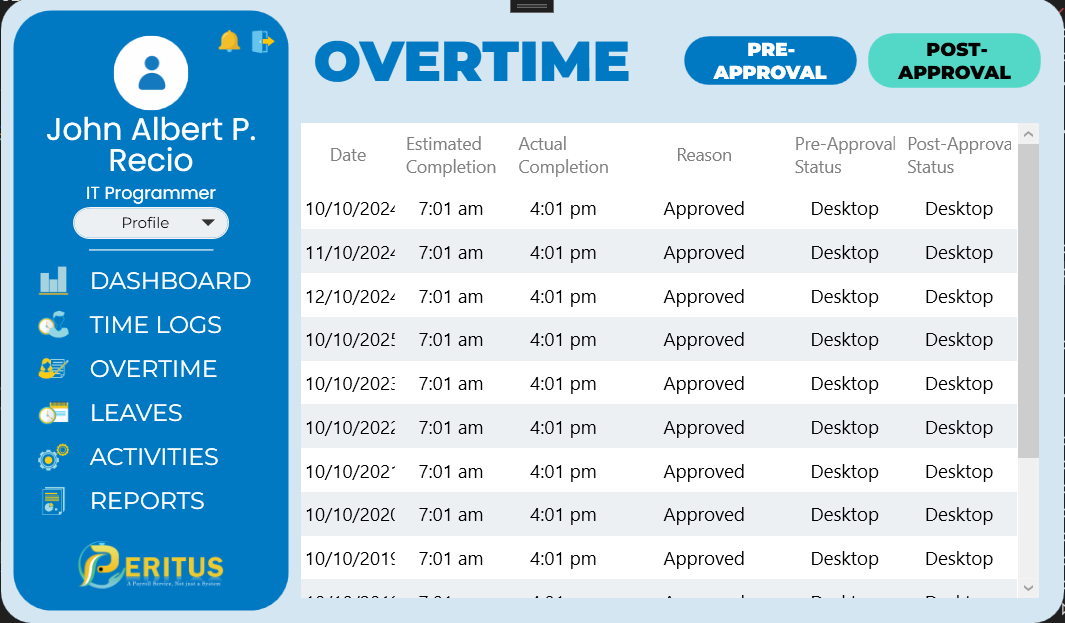 John Albert P.
Recio
IT Programmer
Profile
DASHBOARD
TIME LOGS
OVERTIME
LEAVES
ACTIVITIES
REPORTS
PERITUS
A Payroll Service, Not just a System
OVERTIME
PRE-
APPROVAL
POST-
APPROVAL
Date Estimated Completion Actual Completion Reason Pre-Approval Status Post-Approva Status
10/10/2024 7:01 am 4:01 pm Approved Desktop Desktop
11/10/2024 7:01 am 4:01 pm Approved Desktop Desktop
12/10/2024 7:01 am 4:01 pm Approved Desktop Desktop
10/10/2025 7:01 am 4:01 pm Approved Desktop Desktop
10/10/2023 7:01 am 4:01 pm Approved Desktop Desktop
10/10/2022 7:01 am 4:01 pm Approved Desktop Desktop
10/10/2021 7:01 am 4:01 pm Approved Desktop Desktop
10/10/2020 7:01 am 4:01 pm Approved Desktop Desktop
10/10/2019 7:01 am 4:01 pm Approved Desktop Desktop